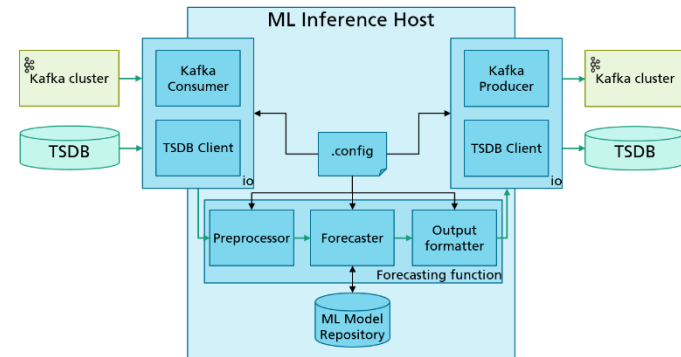 ML Inference Host
Kafka cluster
Kafka
Consumer
Kafka
Producer
Kafka cluster
TSDB
TSDB Client
io
.config
TSDB Client
io
TSDB
Preprocessor
Forecaster
Output
formatter
Forecasting function
ML Model
Repository